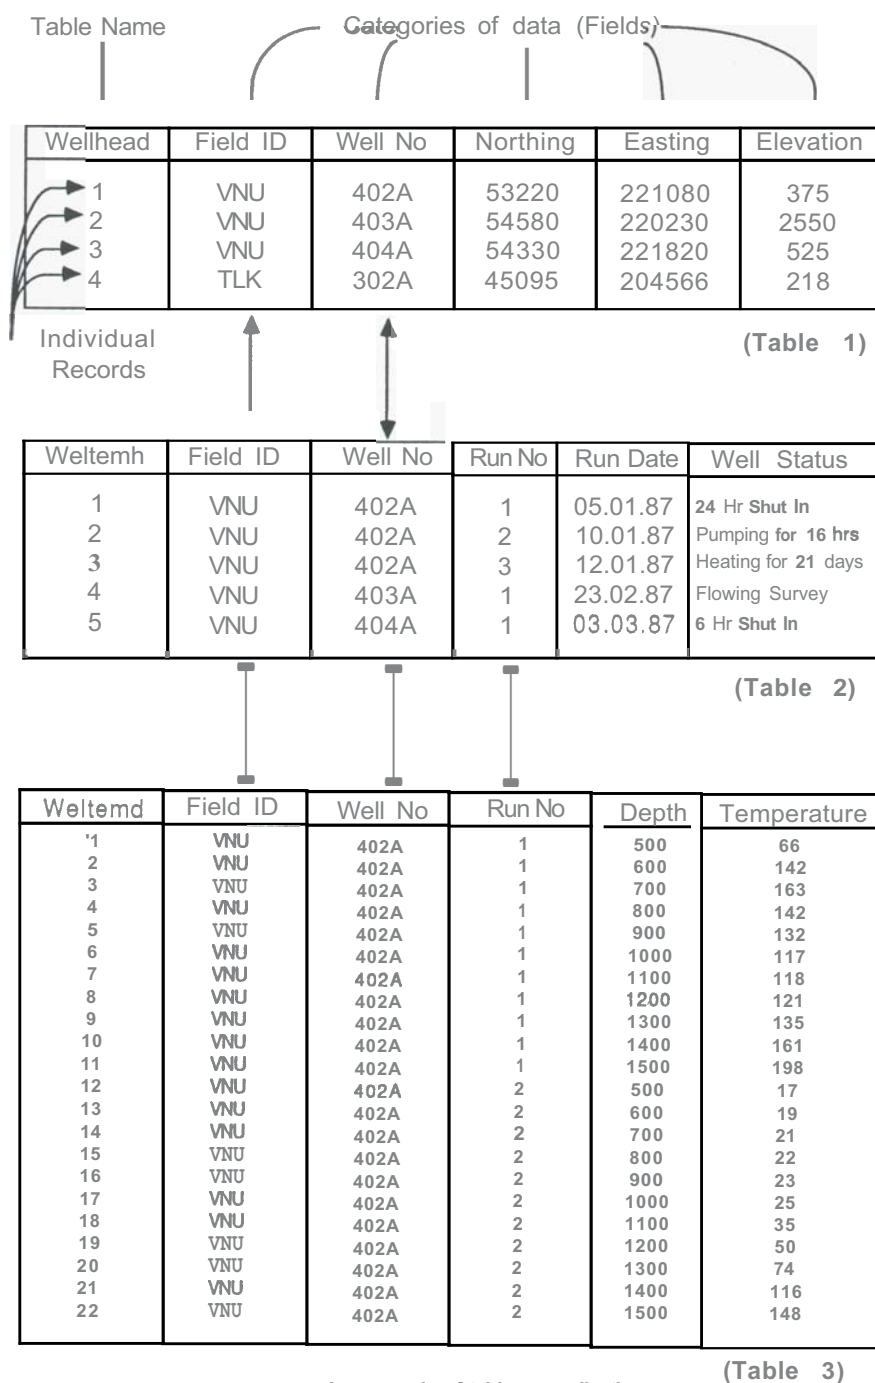 Table Name Categories of data (Fields)
Wellhead Field ID Well No Northing Easting Elevation
1 VNU 402A 53220 221080 375
2 VNU 403A 54580 220230 2550
3 VNU 404A 54330 221820 525
4 TLK 302A 45095 204566 218
Individual
Records
(Table 1)
Weltemh Field ID Well No Run No Run Date Well Status
1 VNU 402A 1 05.01.87 24 Hr Shut In
2 VNU 402A 2 10.01.87 Pumping for 16 hrs
3 VNU 402A 3 12.01.87 Heating for 21 days
4 VNU 403A 1 23.02.87 Flowing Survey
5 VNU 404A 1 03.03.87 6 Hr Shut In
(Table 2)
Weltemd Field ID Well No Run No Depth Temperature
'1 VNU 402A 1 500 66
2 VNU 402A 1 600 142
3 VNU 402A 1 700 163
4 VNU 402A 1 800 142
5 VNU 402A 1 900 132
6 VNU 402A 1 1000 117
7 VNU 402A 1 1100 118
8 VNU 402A 1 1200 121
9 VNU 402A 1 1300 135
10 VNU 402A 1 1400 161
11 VNU 402A 1 1500 198
12 VNU 402A 2 500 17
13 VNU 402A 2 600 19
14 VNU 402A 2 700 21
15 VNU 402A 2 800 22
16 VNU 402A 2 900 23
17 VNU 402A 2 1000 25
18 VNU 402A 2 1100 35
19 VNU 402A 2 1200 50
20 VNU 402A 2 1300 74
21 VNU 402A 2 1400 116
22 VNU 402A 2 1500 148
(Table 3)